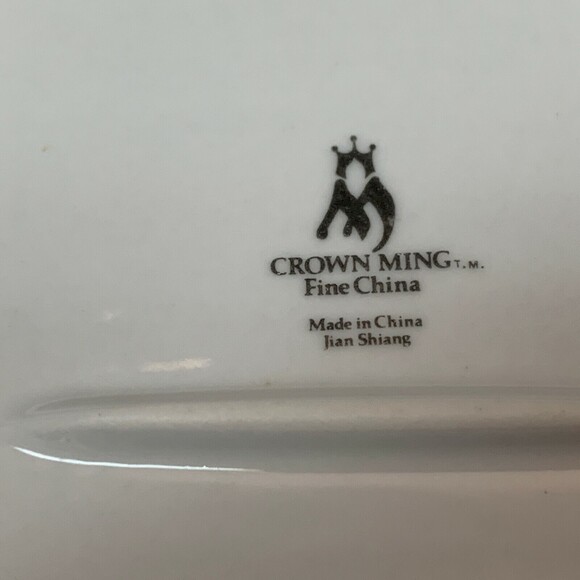 CROWN MING T.M.
Fine China
Made in China
Jian Shiang